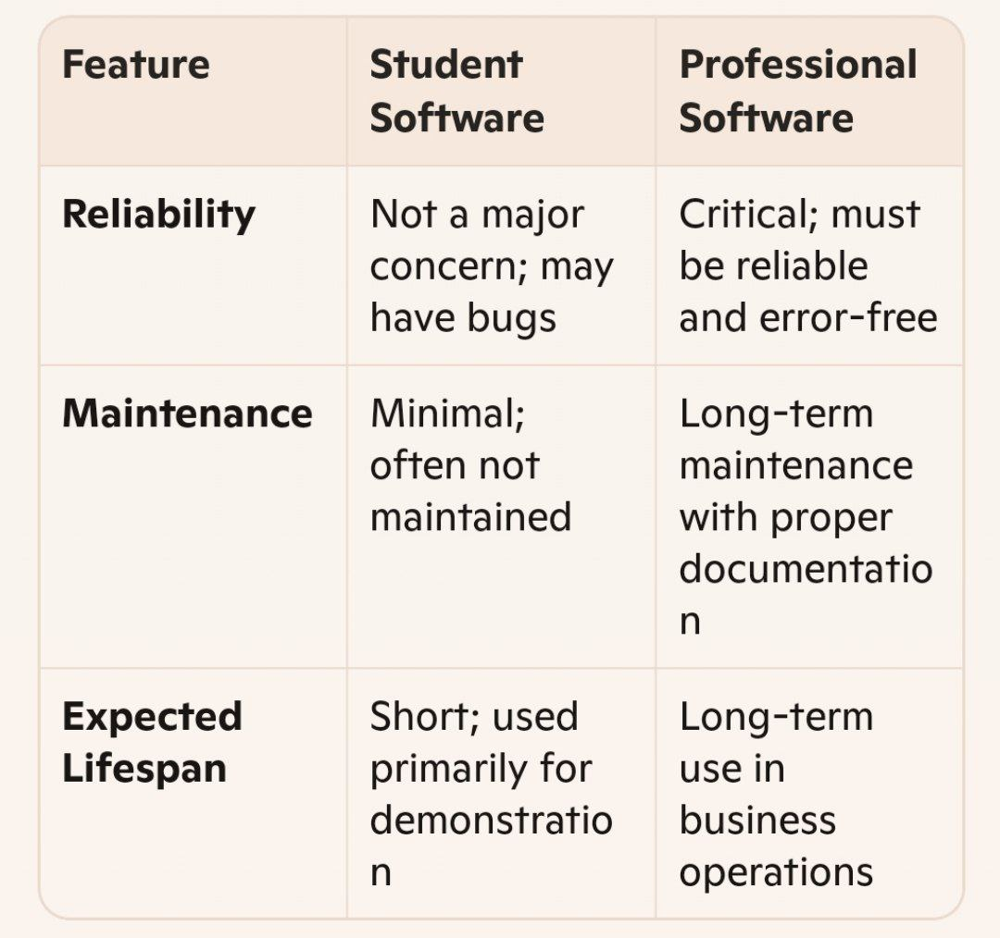 Feature
Student
Software
Professional
Software
Reliability
Not a major
concern; may
have bugs
Critical; must
be reliable
and error-free
Maintenance
Minimal;
often not
maintained
Long-term
maintenance
with proper
documentatio
n
Expected
Lifespan
Short; used
primarily for
demonstratio
n
Long-term
use in
business
operations